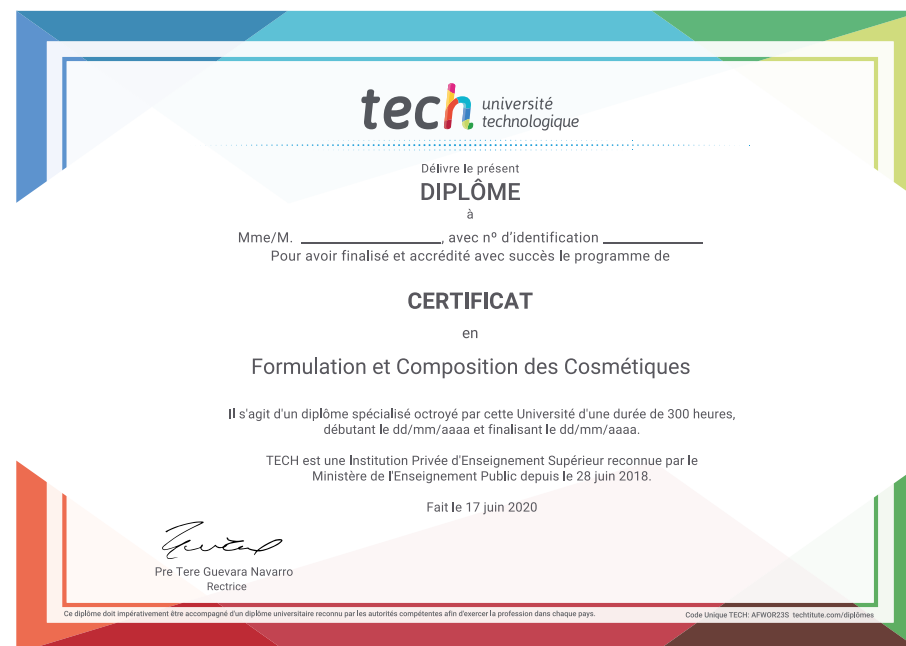 tech université
technologique
Délivre le présent
DIPLÔME
à
Mme/M. ____________________, avec nº d'identification ______________
Pour avoir finalisé et accrédité avec succès le programme de
CERTIFICAT
en
Formulation et Composition des Cosmétiques
Il s'agit d'un diplôme spécialisé octroyé par cette Université d'une durée de 300 heures,
débutant le dd/mm/aaaa et finalisant le dd/mm/aaaa.
TECH est une Institution Privée d'Enseignement Supérieur reconnue par le
Ministère de l'Enseignement Public depuis le 28 juin 2018.
Fait le 17 juin 2020
Pre Tere Guevara Navarro
Rectrice
Ce diplôme doit impérativement être accompagné d'un diplôme universitaire reconnu par les autorités compétentes afin d'exercer la profession dans chaque pays.
Code Unique TECH: AFWOR23S techtitute.com/diplômes